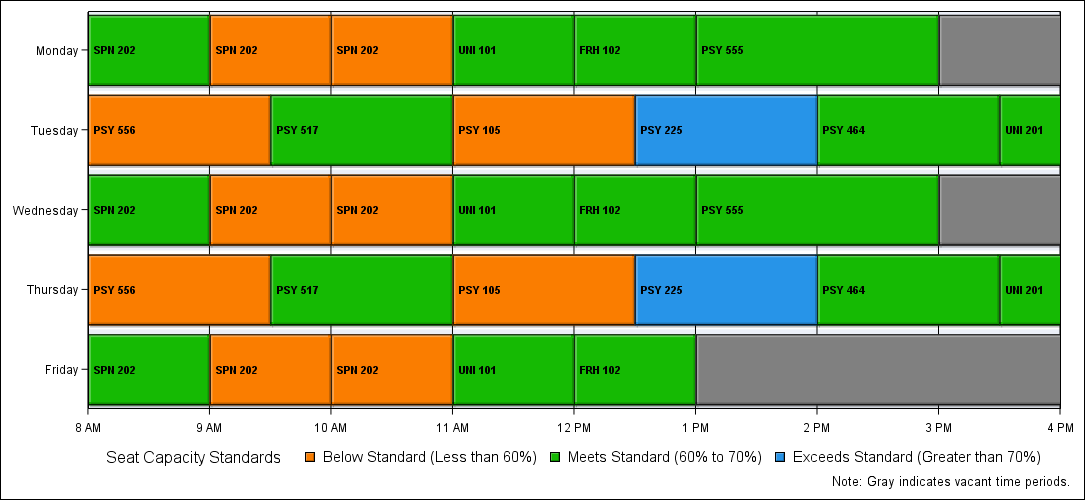 Monday SPN 202 SPN 202 SPN 202 UNI 101 FRH 102 PSY 555
Tuesday PSY 556 PSY 517 PSY 105 PSY 225 PSY 464 UNI 201
Wednesday SPN 202 SPN 202 SPN 202 UNI 101 FRH 102 PSY 555
Thursday PSY 556 PSY 517 PSY 105 PSY 225 PSY 464 UNI 201
Friday SPN 202 SPN 202 SPN 202 UNI 101 FRH 102
8 AM 9 AM 10 AM 11 AM 12 PM 1 PM 2 PM 3 PM 4 PM
Seat Capacity Standards Below Standard (Less than 60%) Meets Standard (60% to 70%) Exceeds Standard (Greater than 70%)
Note: Gray indicates vacant time periods.